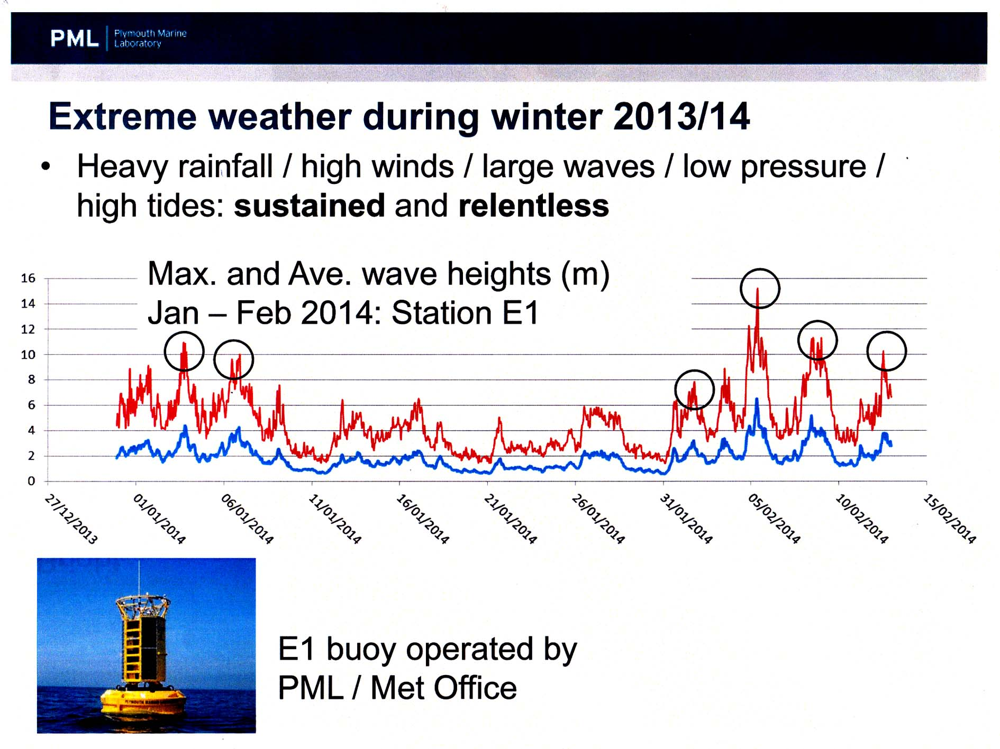 PML
Plymouth Marine
Laboratory
Extreme weather during winter 2013/14
• Heavy rainfall / high winds / large waves / low pressure /
high tides: sustained and relentless
Max. and Ave. wave heights (m)
Jan – Feb 2014: Station E1
16
14
12
10
8
6
4
2
0
27/12/2013
01/01/2014
06/01/2014
11/01/2014
16/01/2014
21/01/2014
26/01/2014
31/01/2014
05/02/2014
10/02/2014
15/02/2014
PLYMOUTH MARINE
E1 buoy operated by
PML / Met Office